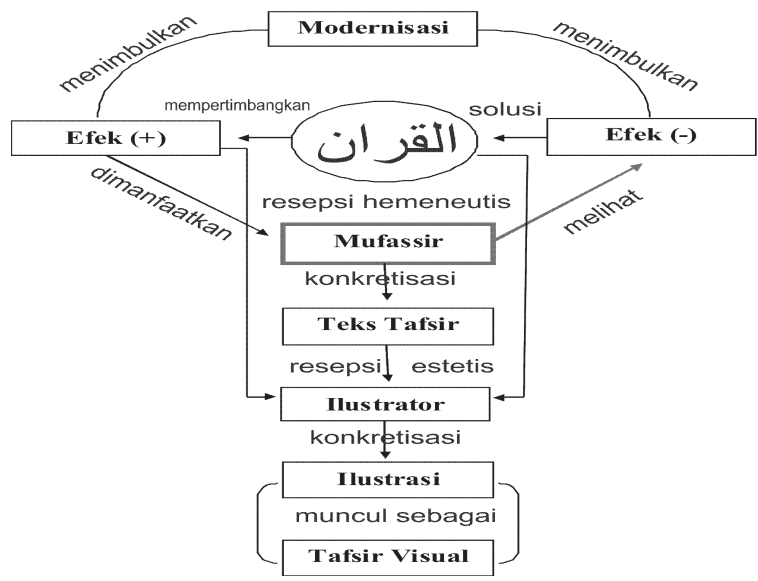 Modernisasi
menimbulkan
menimbulkan
mempertimbangkan
solusi
Efek (+)
القران
Efek (-)
dimanfaatkan
resepsi hemeneutis
melihat
Mufassir
konkretisasi
Teks Tafsir
resepsi estetis
Ilustrator
konkretisasi
Ilustrasi
muncul sebagai
Tafsir Visual